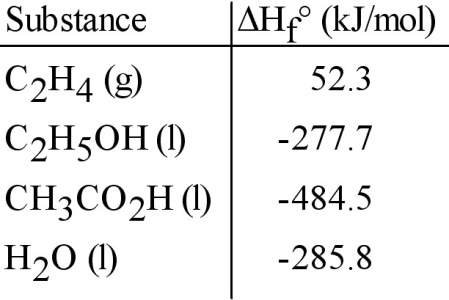 Substance ΔHf° (kJ/mol)
C2H4 (g) 52.3
C2H5OH (l) -277.7
CH3CO2H (l) -484.5
H2O (l) -285.8